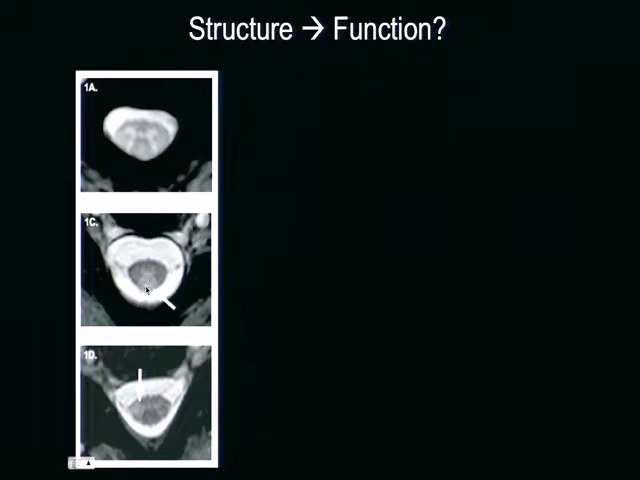 Structure → Function?
1A.
1C.
1D.